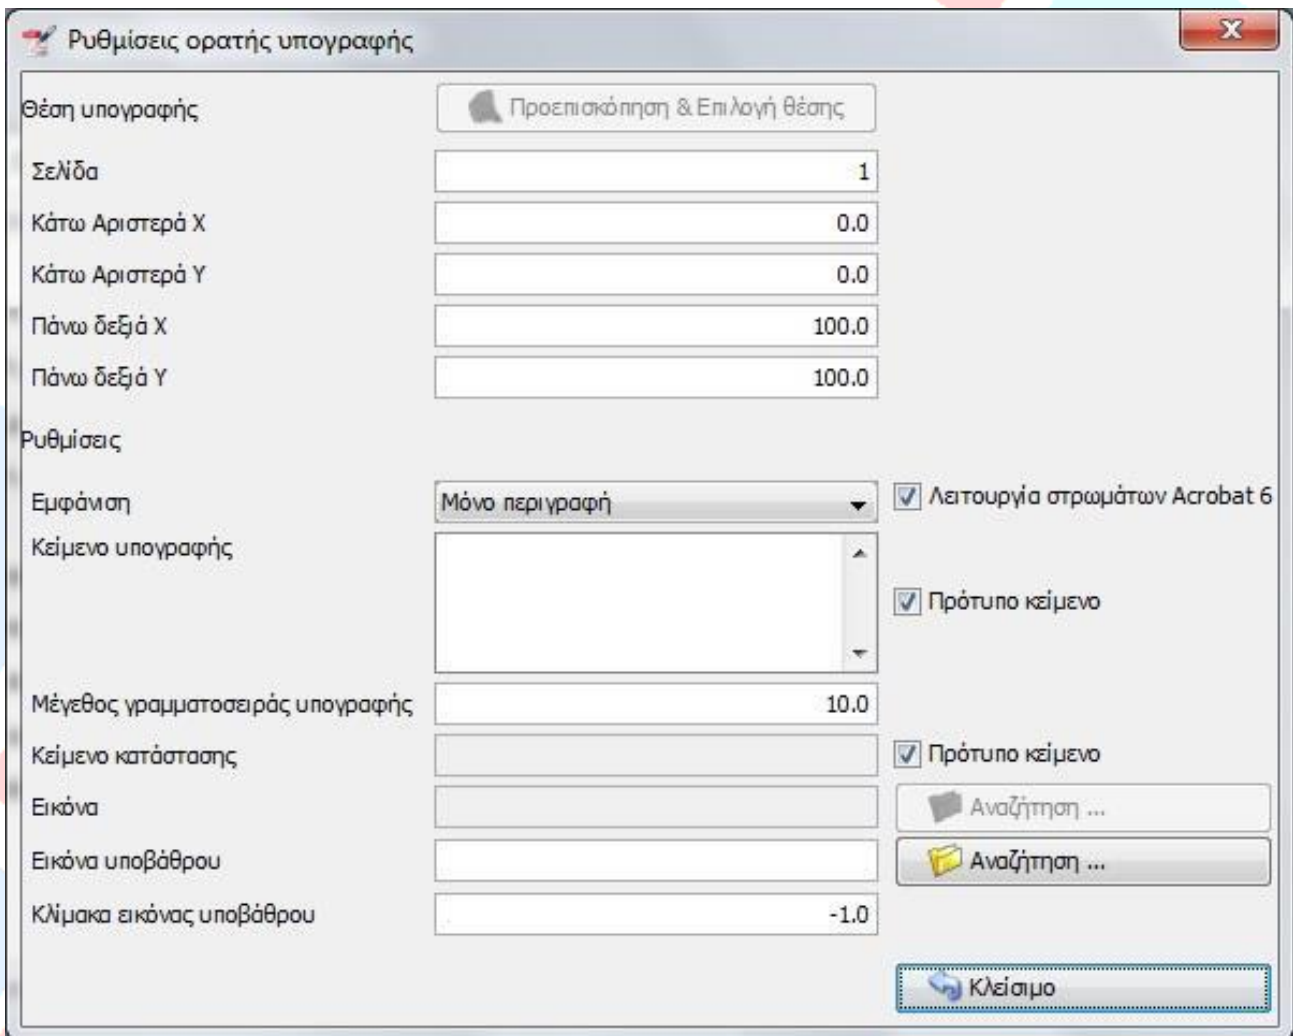 Ρυθμίσεις ορατής υπογραφής
Θέση υπογραφής Προεπισκόπηση & Επιλογή θέσης
Σελίδα 1
Κάτω Αριστερά X 0.0
Κάτω Αριστερά Y 0.0
Πάνω δεξιά X 100.0
Πάνω δεξιά Y 100.0
Ρυθμίσεις
Εμφάνιση Μόνο περιγραφή Λειτουργία στρωμάτων Acrobat 6
Κείμενο υπογραφής
Πρότυπο κείμενο
Μέγεθος γραμματοσειράς υπογραφής 10.0
Κείμενο κατάστασης Πρότυπο κείμενο
Εικόνα Αναζήτηση ...
Εικόνα υποβάθρου Αναζήτηση ...
Κλίμακα εικόνας υποβάθρου -1.0
Κλείσιμο